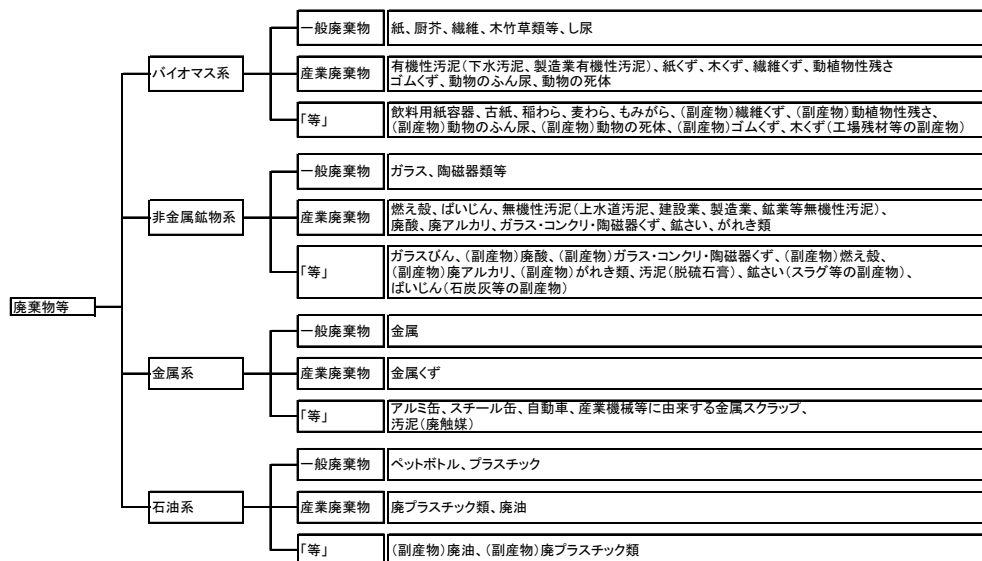 廃棄物等
バイオマス系
一般廃棄物
紙、厨芥、繊維、木竹草類等、し尿
産業廃棄物
有機性汚泥(下水汚泥、製造業有機性汚泥)、紙くず、木くず、繊維くず、動植物性残さ
ゴムくず、動物のふん尿、動物の死体
「等」
飲料用紙容器、古紙、稲わら、麦わら、もみがら、(副産物)繊維くず、(副産物)動植物性残さ、
(副産物)動物のふん尿、(副産物)動物の死体、(副産物)ゴムくず、木くず(工場残材等の副産物)
非金属鉱物系
一般廃棄物
ガラス、陶磁器類等
産業廃棄物
燃え殻、ばいじん、無機性汚泥(上水道汚泥、建設業、製造業、鉱業等無機性汚泥)、
廃酸、廃アルカリ、ガラス・コンクリ・陶磁器くず、鉱さい、がれき類
「等」
ガラスびん、(副産物)廃酸、(副産物)ガラス・コンクリ・陶磁器くず、(副産物)燃え殻、
(副産物)廃アルカリ、(副産物)がれき類、汚泥(脱硫石膏)、鉱さい(スラグ等の副産物)、
ばいじん(石炭灰等の副産物)
金属系
一般廃棄物
金属
産業廃棄物
金属くず
「等」
アルミ缶、スチール缶、自動車、産業機械等に由来する金属スクラップ、
汚泥(廃触媒)
石油系
一般廃棄物
ペットボトル、プラスチック
産業廃棄物
廃プラスチック類、廃油
「等」
(副産物)廃油、(副産物)廃プラスチック類